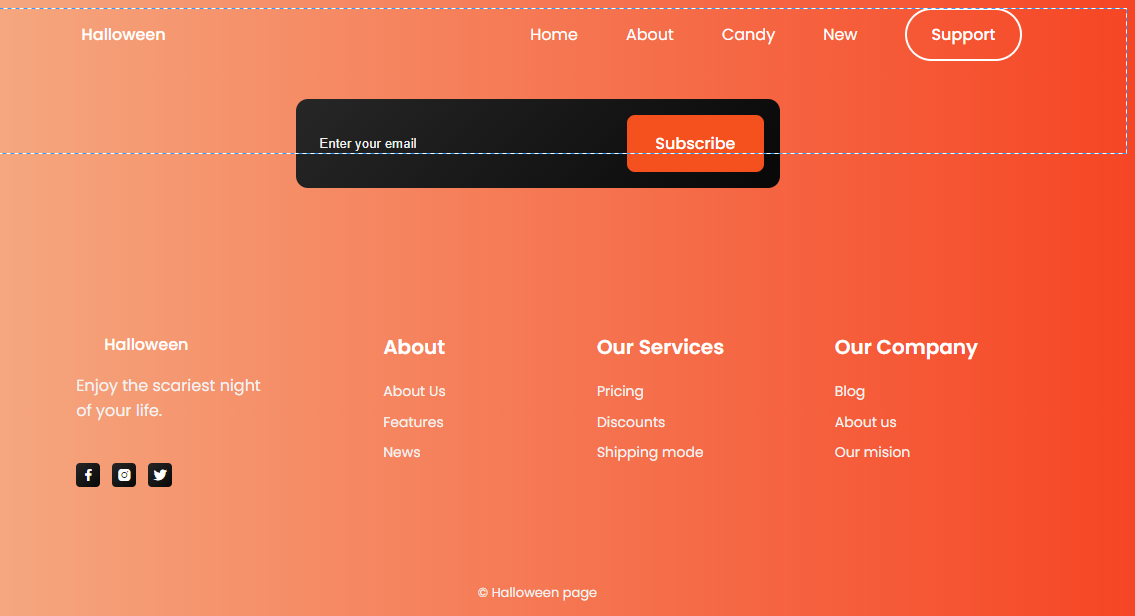 Halloween Home About Candy New Support
Enter your email Subscribe
Halloween
Enjoy the scariest night
of your life.
About
About Us
Features
News
Our Services
Pricing
Discounts
Shipping mode
Our Company
Blog
About us
Our mision
© Halloween page